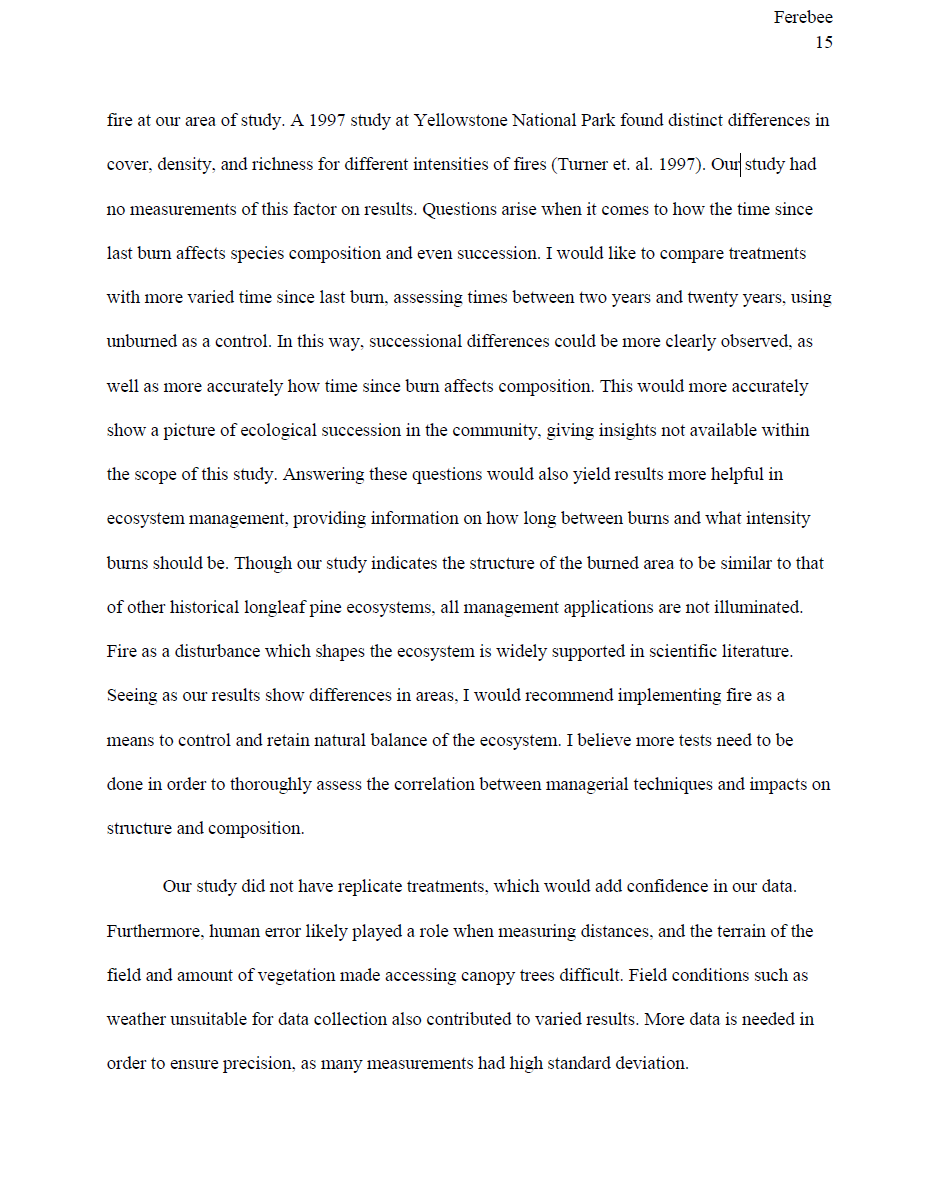 Ferebee
15
fire at our area of study. A 1997 study at Yellowstone National Park found distinct differences in
cover, density, and richness for different intensities of fires (Turner et. al. 1997). Our study had
no measurements of this factor on results. Questions arise when it comes to how the time since
last burn affects species composition and even succession. I would like to compare treatments
with more varied time since last burn, assessing times between two years and twenty years, using
unburned as a control. In this way, successional differences could be more clearly observed, as
well as more accurately how time since burn affects composition. This would more accurately
show a picture of ecological succession in the community, giving insights not available within
the scope of this study. Answering these questions would also yield results more helpful in
ecosystem management, providing information on how long between burns and what intensity
burns should be. Though our study indicates the structure of the burned area to be similar to that
of other historical longleaf pine ecosystems, all management applications are not illuminated.
Fire as a disturbance which shapes the ecosystem is widely supported in scientific literature.
Seeing as our results show differences in areas, I would recommend implementing fire as a
means to control and retain natural balance of the ecosystem. I believe more tests need to be
done in order to thoroughly assess the correlation between managerial techniques and impacts on
structure and composition.
Our study did not have replicate treatments, which would add confidence in our data.
Furthermore, human error likely played a role when measuring distances, and the terrain of the
field and amount of vegetation made accessing canopy trees difficult. Field conditions such as
weather unsuitable for data collection also contributed to varied results. More data is needed in
order to ensure precision, as many measurements had high standard deviation.